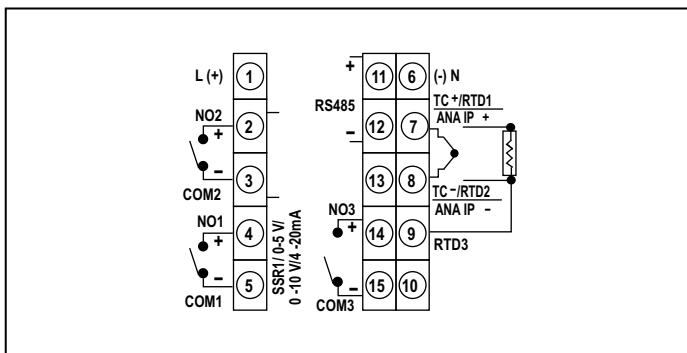 L (+)
1
NO2
+
2
−
3
COM2
NO1
+
4
−
5
COM1
SSR1/ 0-5 V/
0 -10 V/4 -20mA
+
RS485
−
11
6
(-) N
12
7
13
8
TC +/RTD1
ANA IP +
TC −/RTD2
ANA IP −
NO3
+
14
9
RTD3
−
15
10
COM3